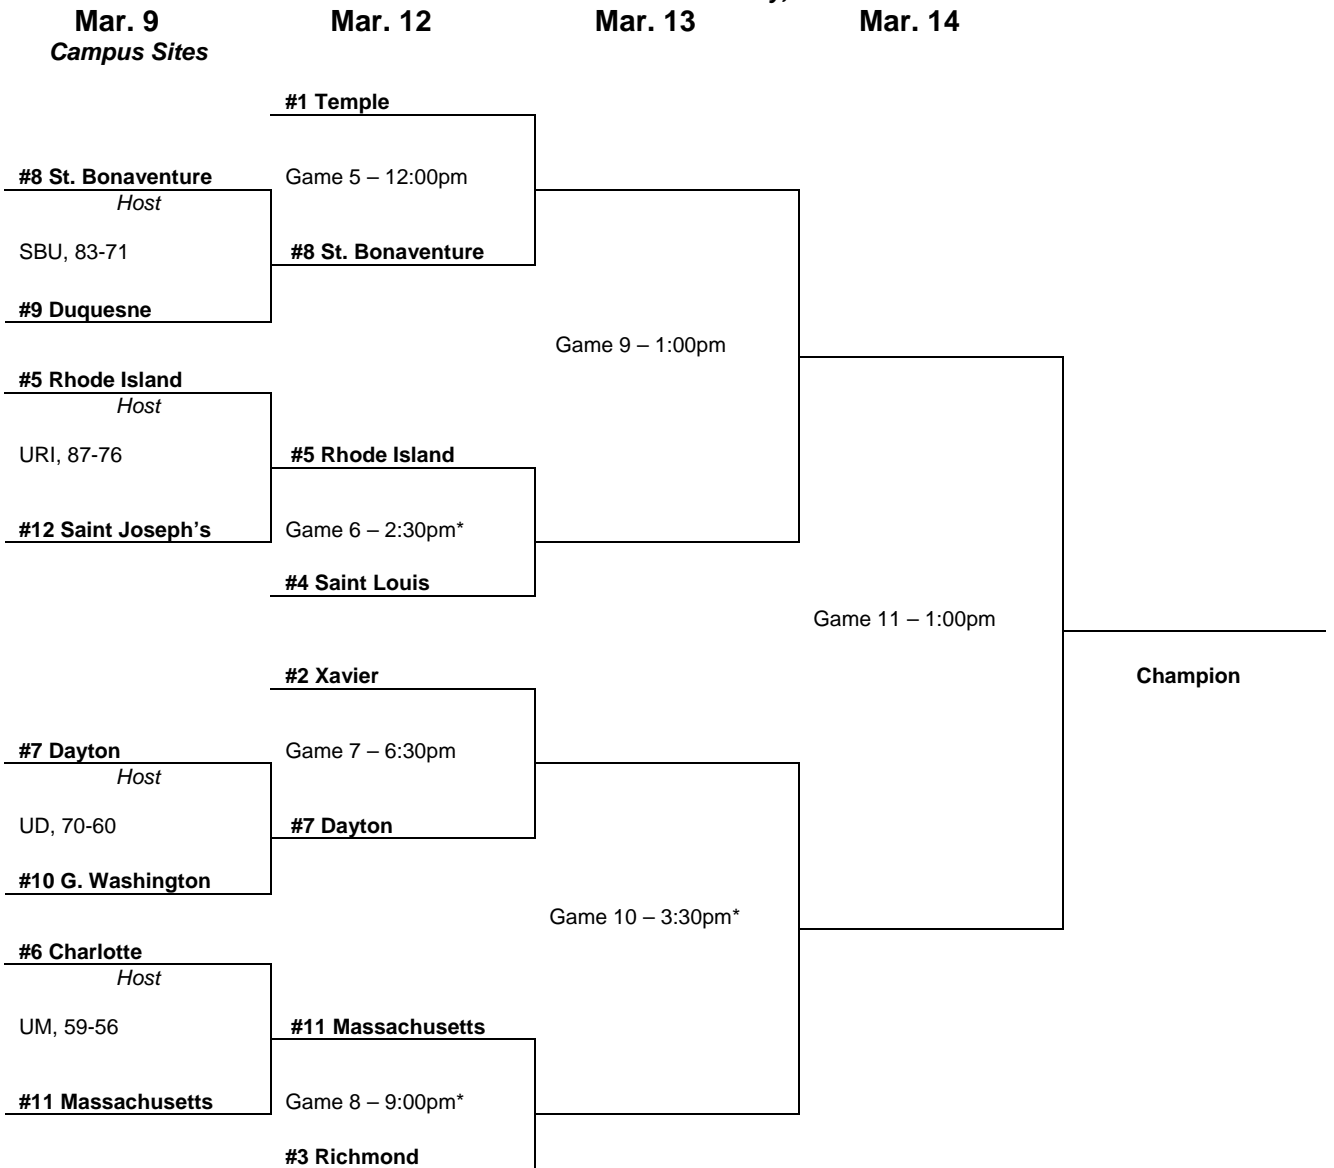 Mar. 9 Mar. 12 Mar. 13 Mar. 14
Campus Sites
#1 Temple
#8 St. Bonaventure Game 5 – 12:00pm
Host
SBU, 83-71 #8 St. Bonaventure
#9 Duquesne
Game 9 – 1:00pm
#5 Rhode Island
Host
URI, 87-76 #5 Rhode Island
#12 Saint Joseph's Game 6 – 2:30pm*
#4 Saint Louis
Game 11 – 1:00pm
#2 Xavier Champion
#7 Dayton Game 7 – 6:30pm
Host
UD, 70-60 #7 Dayton
#10 G. Washington
Game 10 – 3:30pm*
#6 Charlotte
Host
UM, 59-56 #11 Massachusetts
#11 Massachusetts Game 8 – 9:00pm*
#3 Richmond